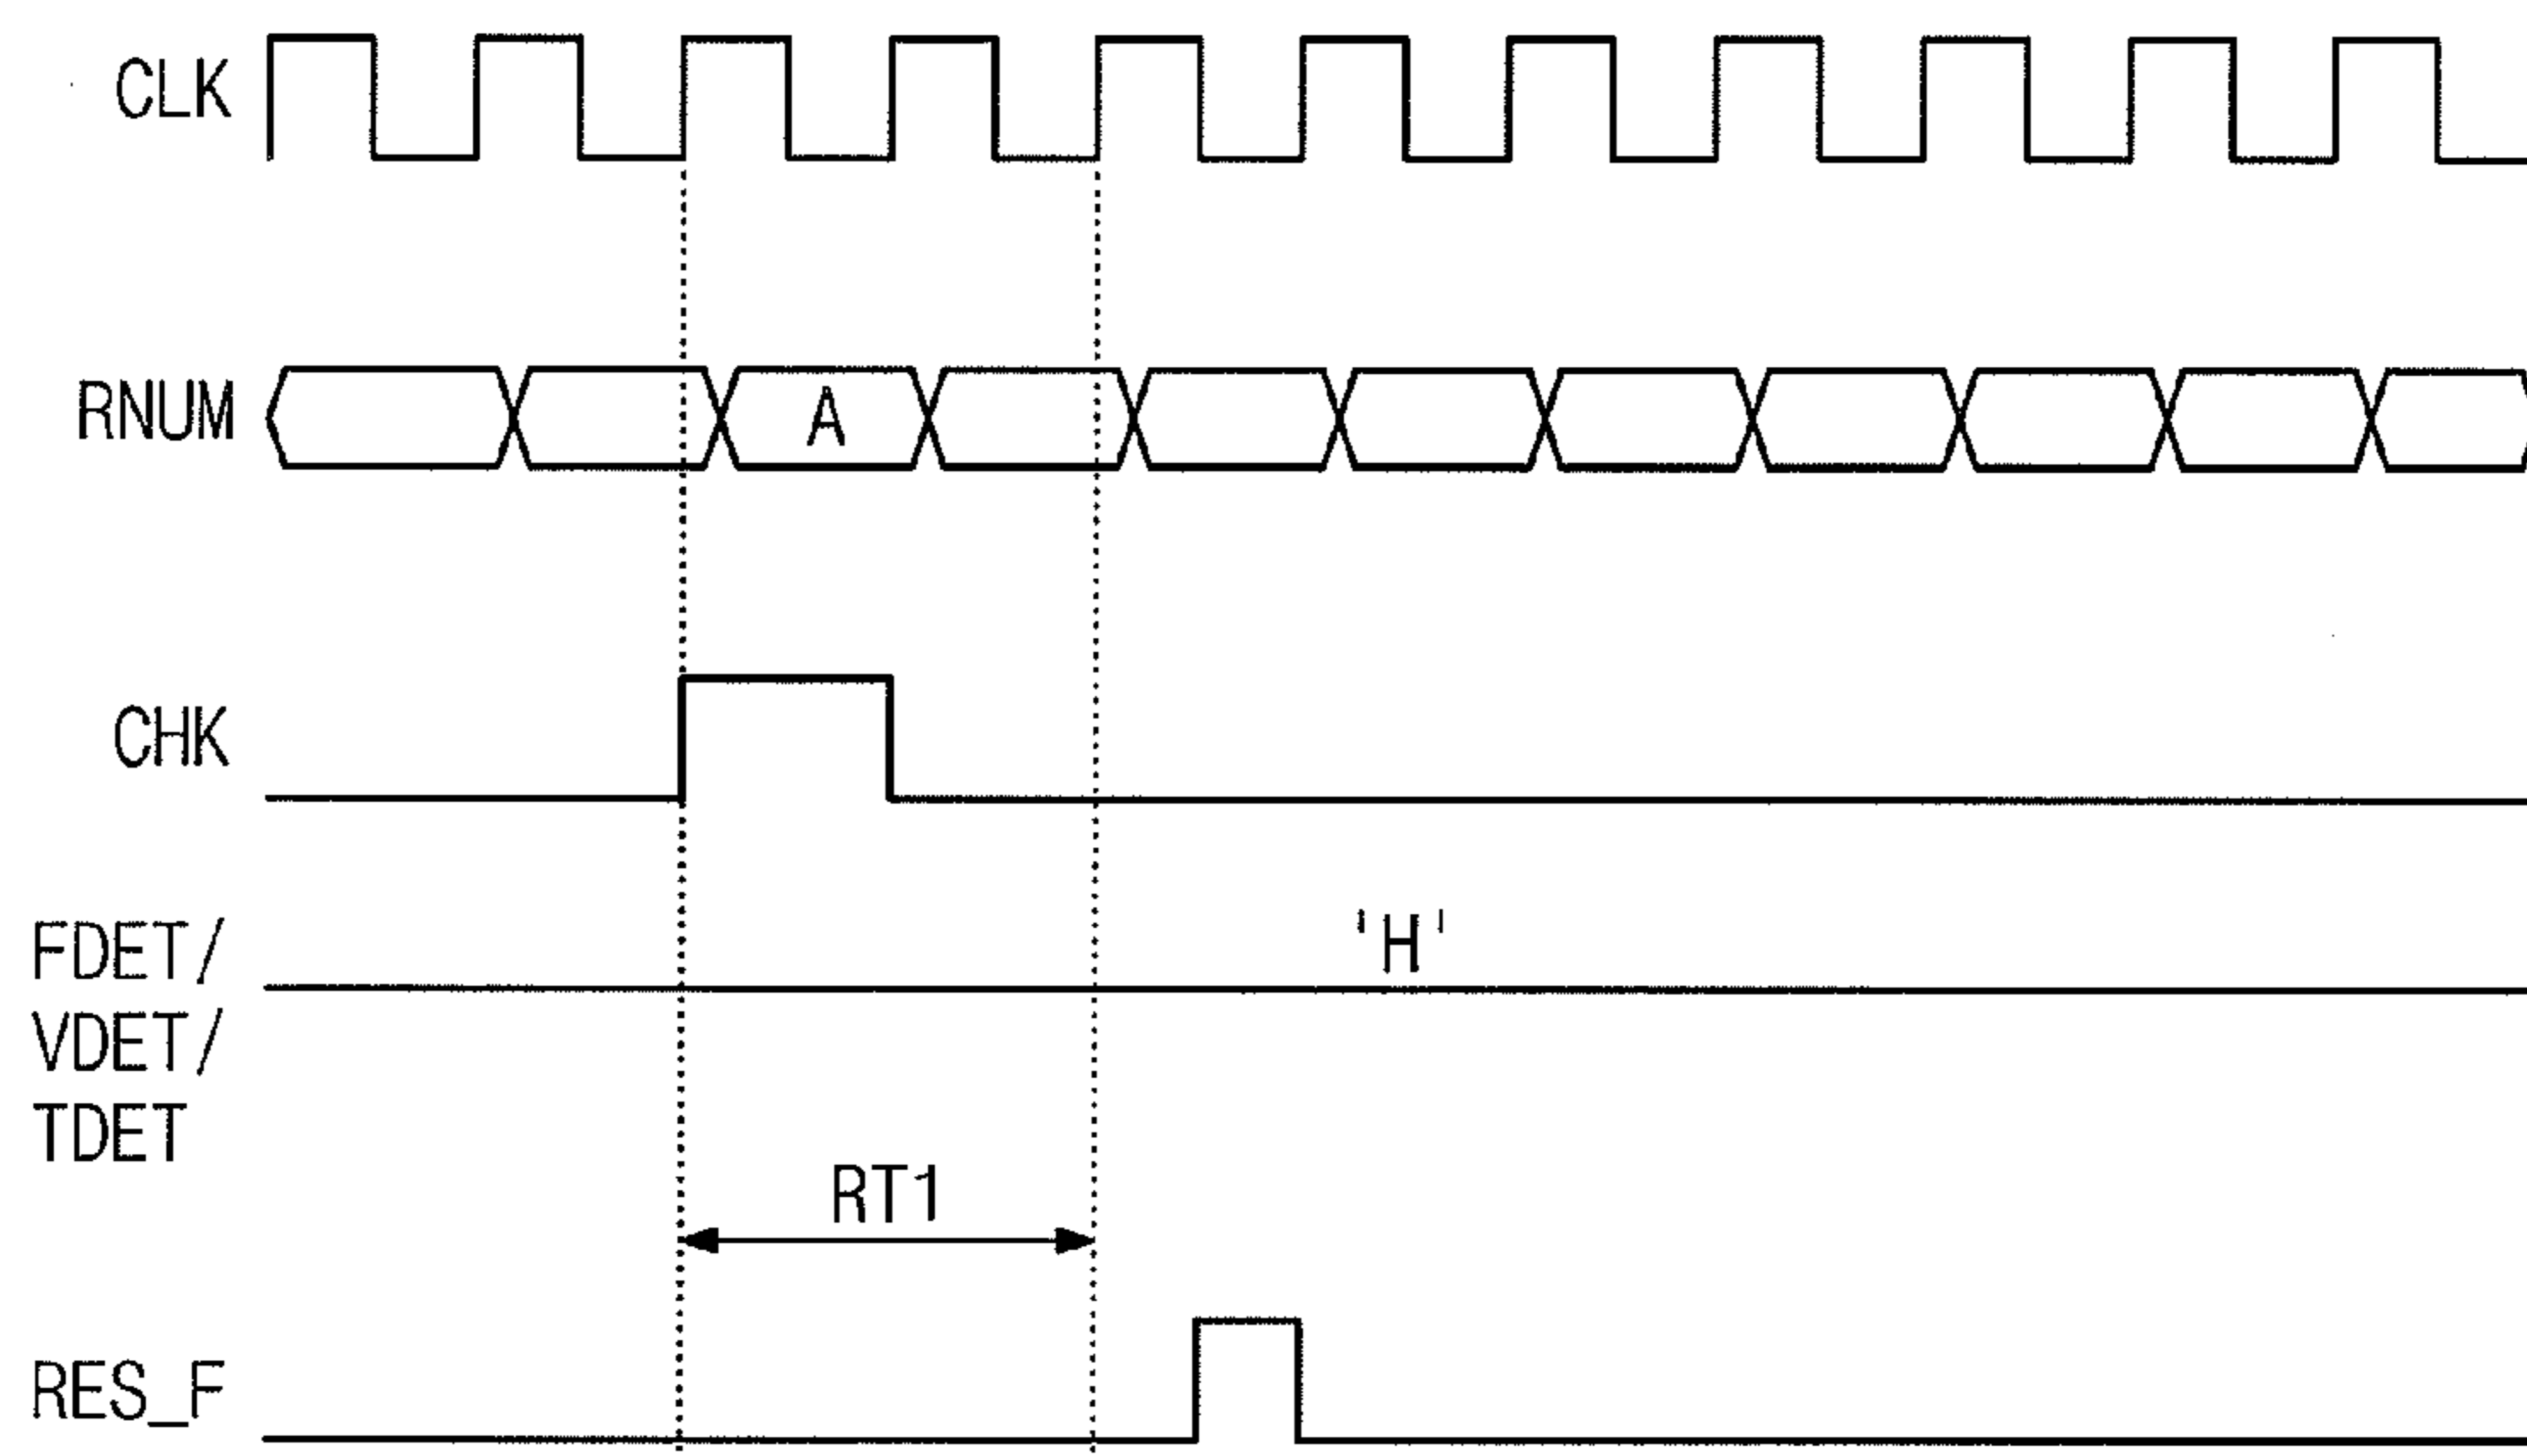 CLK
RNUM
A
CHK
FDET/
'H'
VDET/
TDET
RT1
RES_F